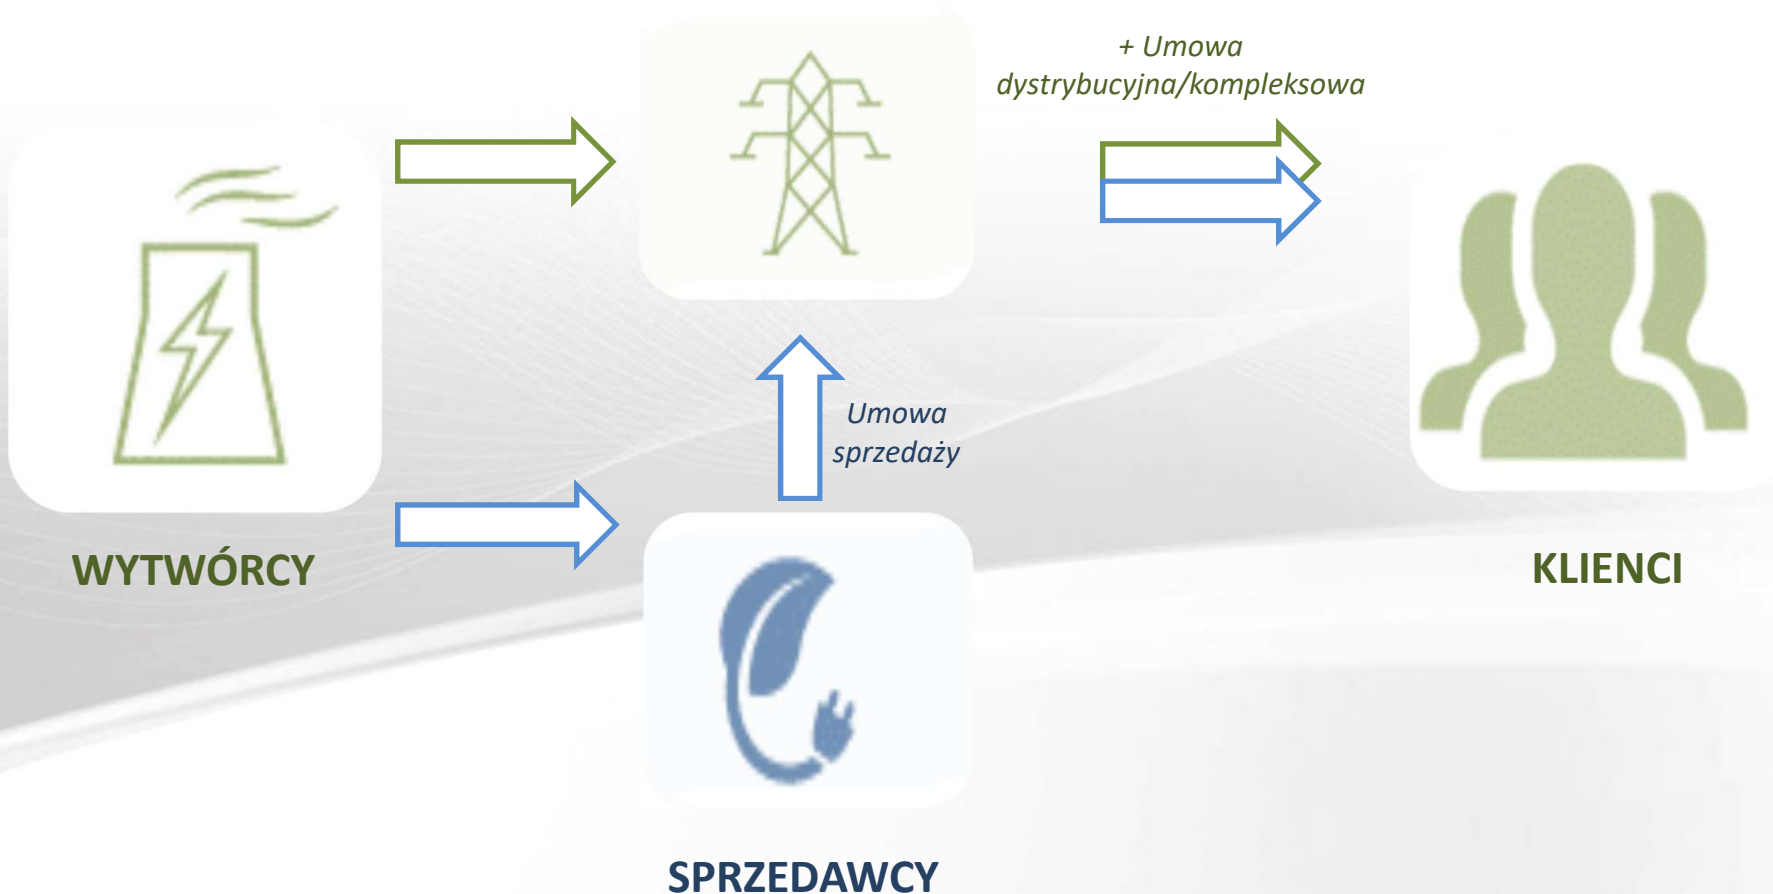 + Umowa
dystrybucyjna/kompleksowa
Umowa
sprzedaży
WYTWÓRCY
KLIENCI
SPRZEDAWCY